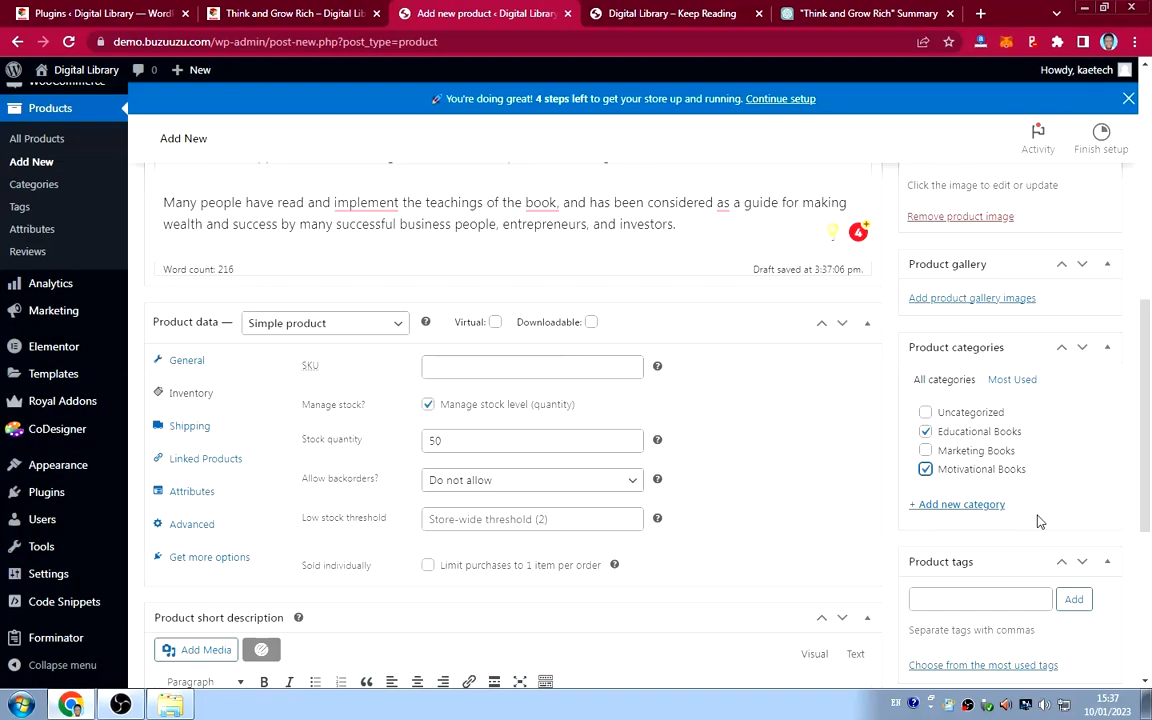 Plugins ‹ Digital Library — Word
Think and Grow Rich – Digital Lib
Add new product ‹ Digital Library
Digital Library – Keep Reading
"Think and Grow Rich" Summary
demo.buzuuzu.com/wp-admin/post-new.php?post_type=product
Digital Library
0
New
Howdy, kaetech
WooCommerce
Products
All Products
Add New
Categories
Tags
Attributes
Reviews
Analytics
Marketing
Elementor
Templates
Royal Addons
CoDesigner
Appearance
Plugins
Users
Tools
Settings
Code Snippets
Forminator
Collapse menu
You're doing great! 4 steps left to get your store up and running. Continue setup
Add New
Activity
Finish setup
Many people have read and implement the teachings of the book, and has been considered as a guide for making
wealth and success by many successful business people, entrepreneurs, and investors.
4
Word count: 216
Draft saved at 3:37:06 pm.
Product data —
Simple product
Virtual:
Downloadable:
General
Inventory
Shipping
Linked Products
Attributes
Advanced
Get more options
SKU
Manage stock?
Manage stock level (quantity)
Stock quantity
50
Allow backorders?
Do not allow
Low stock threshold
Store-wide threshold (2)
Sold individually
Limit purchases to 1 item per order
Product short description
Add Media
Visual
Text
Paragraph
B
I
Click the image to edit or update
Remove product image
Product gallery
Add product gallery images
Product categories
All categories
Most Used
Uncategorized
Educational Books
Marketing Books
Motivational Books
+ Add new category
Product tags
Add
Separate tags with commas
Choose from the most used tags
EN
15:37
10/01/2023